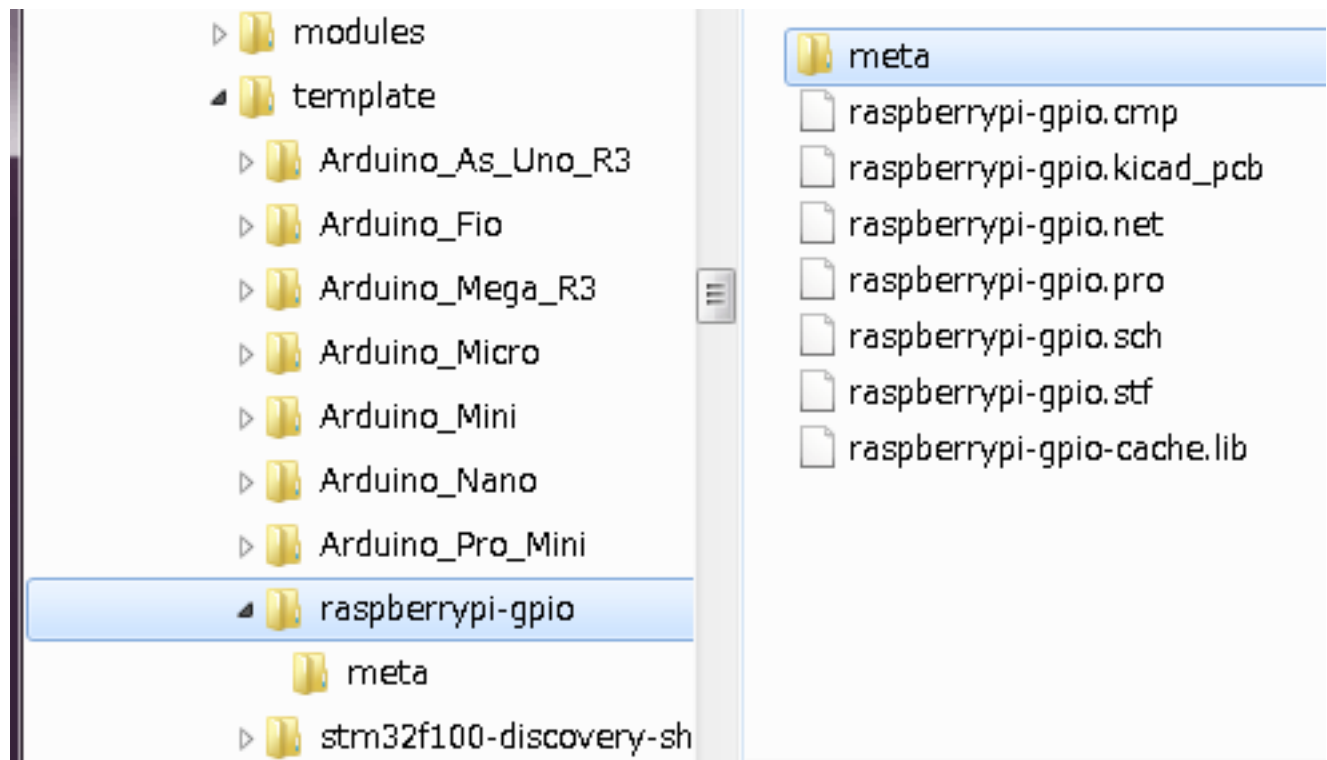 modules
template
Arduino_As_Uno_R3
Arduino_Fio
Arduino_Mega_R3
Arduino_Micro
Arduino_Mini
Arduino_Nano
Arduino_Pro_Mini
raspberrypi-gpio
meta
stm32f100-discovery-sh
meta
raspberrypi-gpio.cmp
raspberrypi-gpio.kicad_pcb
raspberrypi-gpio.net
raspberrypi-gpio.pro
raspberrypi-gpio.sch
raspberrypi-gpio.stf
raspberrypi-gpio-cache.lib